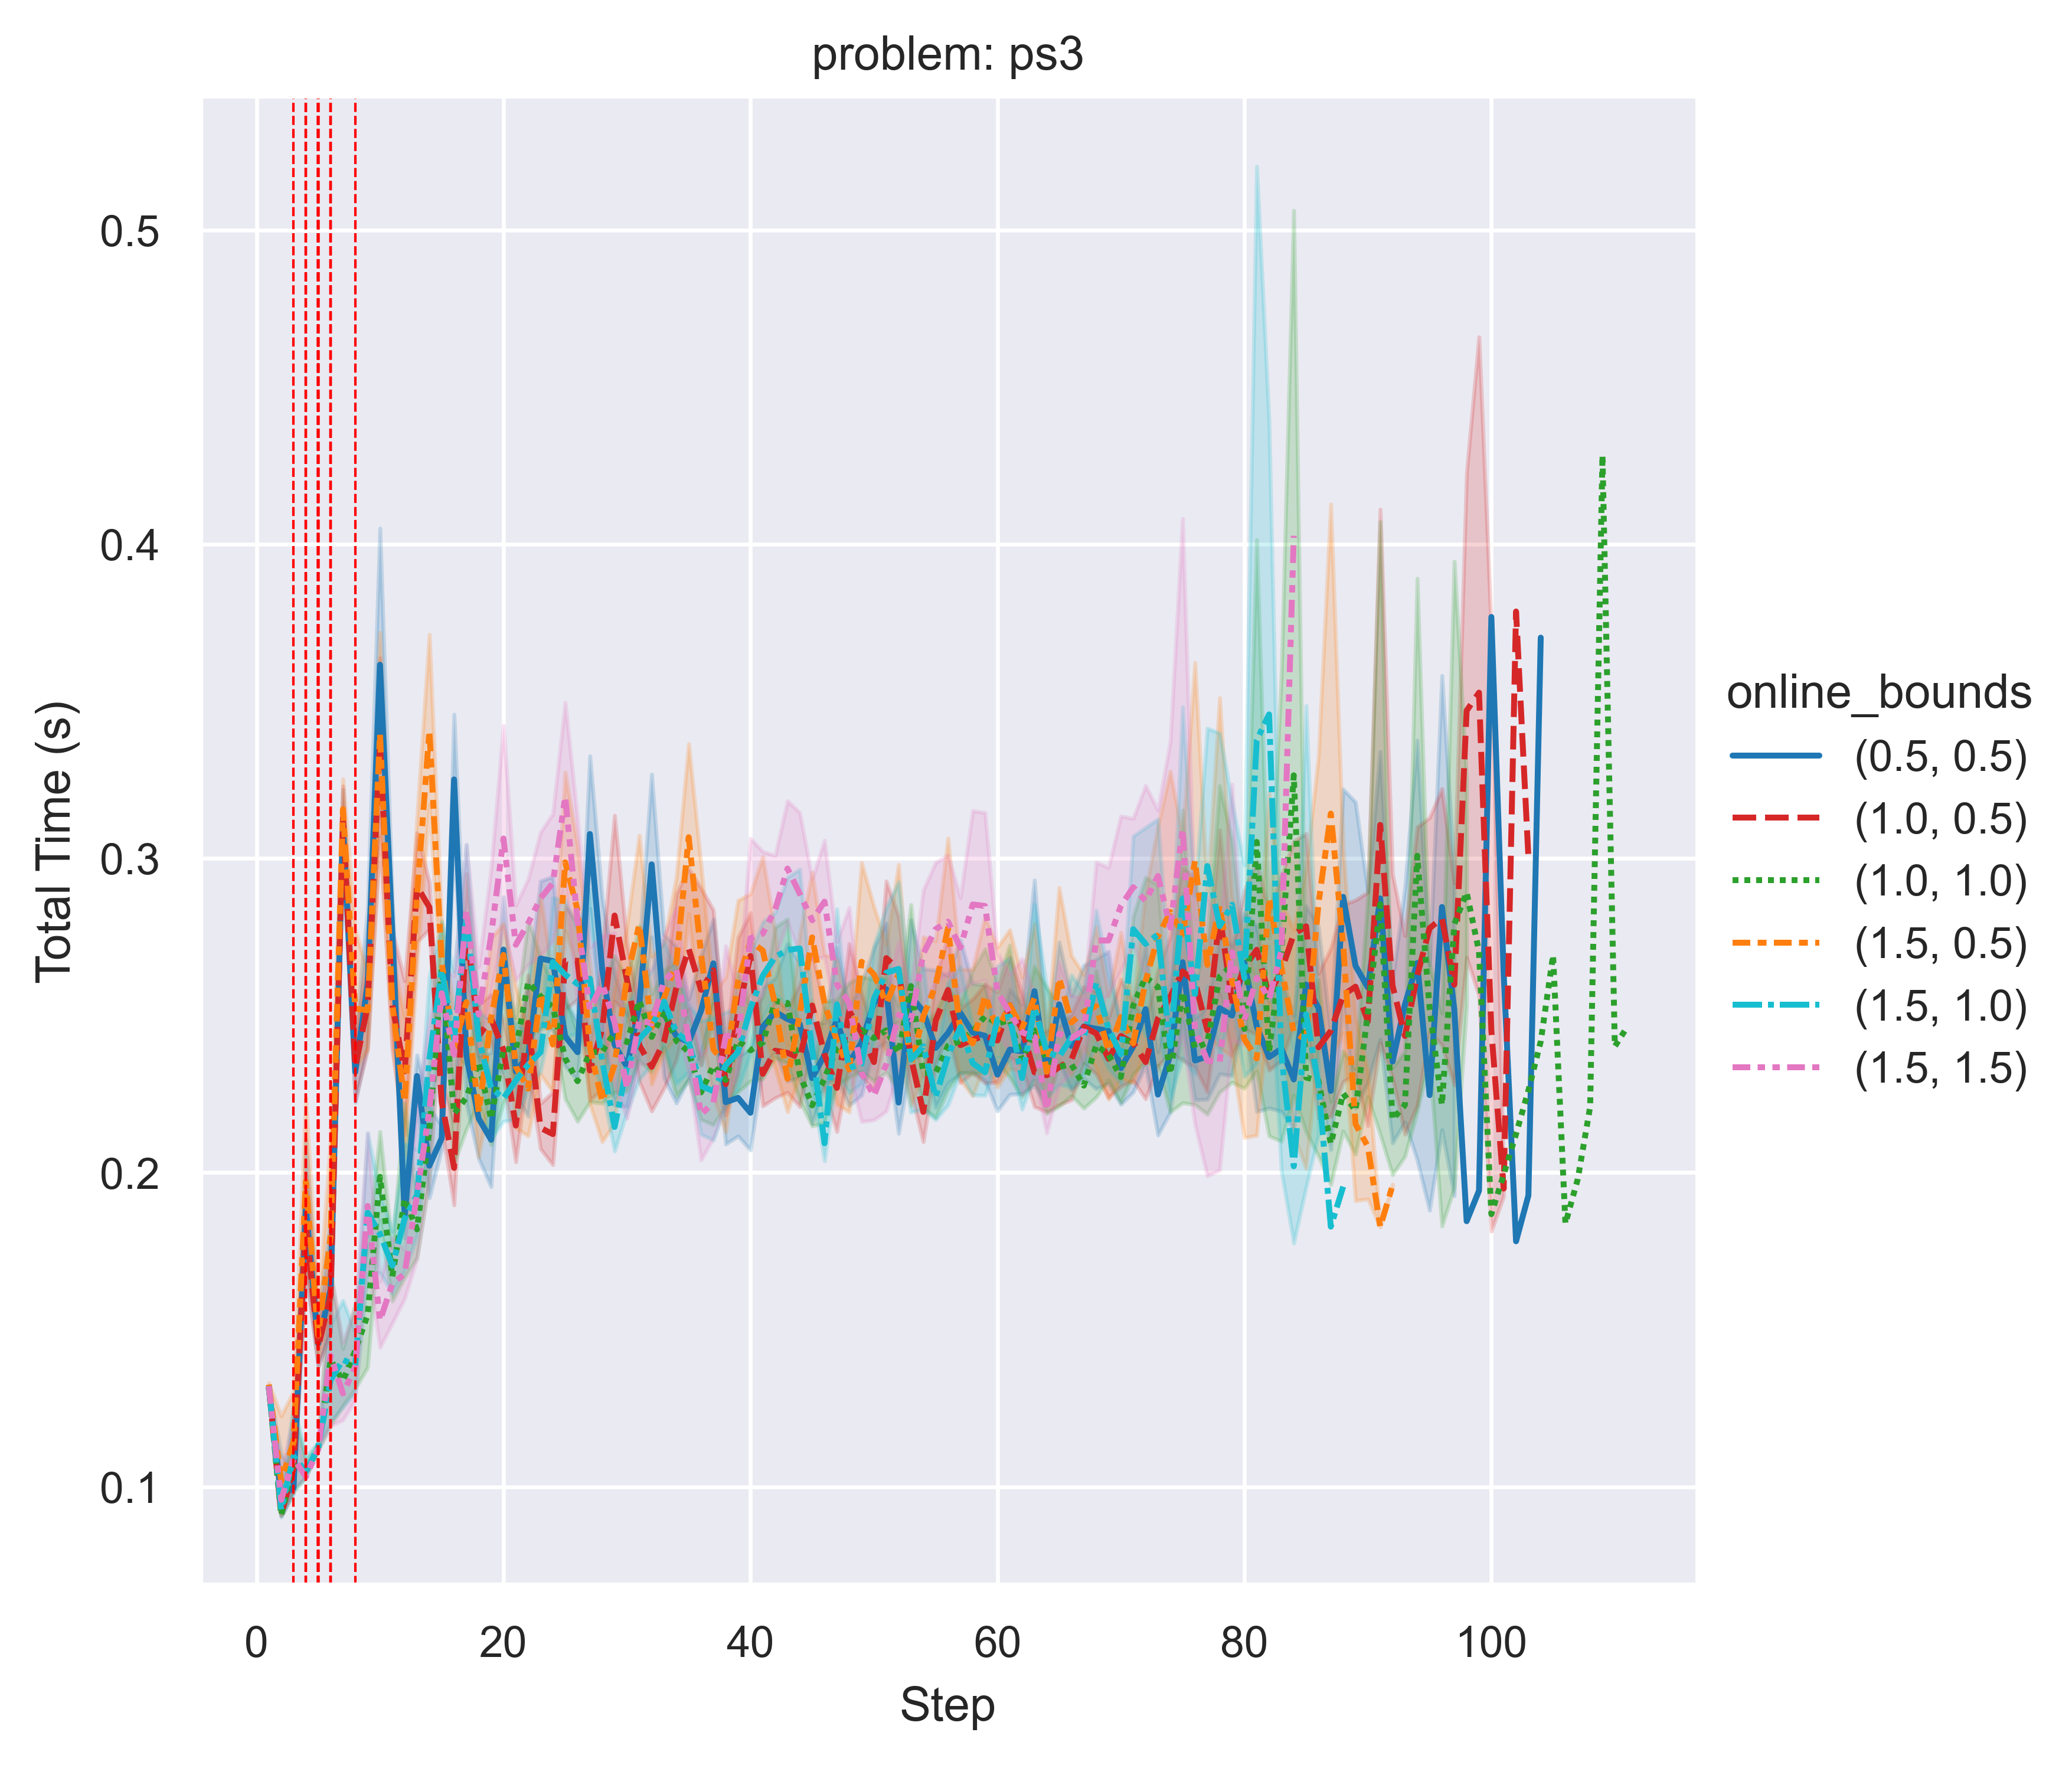 problem: ps3
0.5
0.4
0.3
0.2
0.1
Total Time (s)
0 20 40 60 80 100
Step
online_bounds
(0.5, 0.5)
(1.0, 0.5)
(1.0, 1.0)
(1.5, 0.5)
(1.5, 1.0)
(1.5, 1.5)